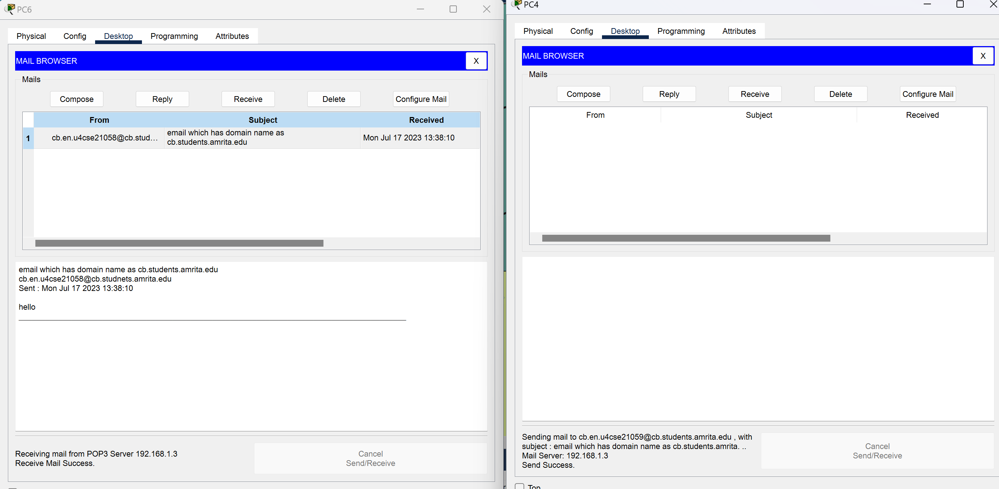 PC6
Physical Config Desktop Programming Attributes
MAIL BROWSER X
Mails
Compose Reply Receive Delete Configure Mail
From Subject Received
1 cb.en.u4cse21058@cb.stud... email which has domain name as cb.students.amrita.edu Mon Jul 17 2023 13:38:10
email which has domain name as cb.students.amrita.edu
cb.en.u4cse21058@cb.studnets.amrita.edu
Sent : Mon Jul 17 2023 13:38:10
hello
Receiving mail from POP3 Server 192.168.1.3
Receive Mail Success.
Cancel
Send/Receive
PC4
Physical Config Desktop Programming Attributes
MAIL BROWSER X
Mails
Compose Reply Receive Delete Configure Mail
From Subject Received
Sending mail to cb.en.u4cse21059@cb.students.amrita.edu , with
subject : email which has domain name as cb.students.amrita. ..
Mail Server: 192.168.1.3
Send Success.
Cancel
Send/Receive
Top